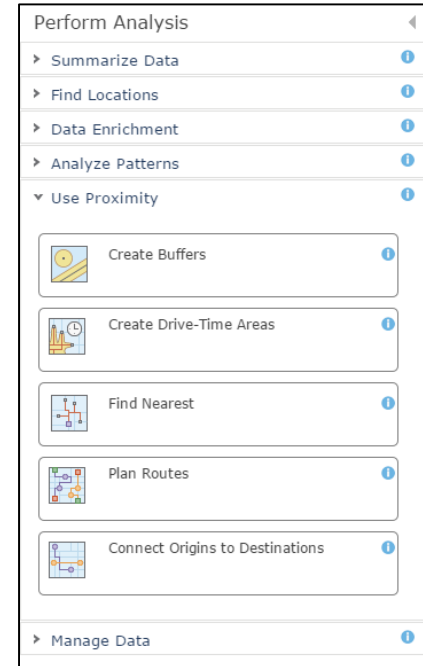 Perform Analysis
Summarize Data
Find Locations
Data Enrichment
Analyze Patterns
Use Proximity
Create Buffers
Create Drive-Time Areas
Find Nearest
Plan Routes
Connect Origins to Destinations
Manage Data